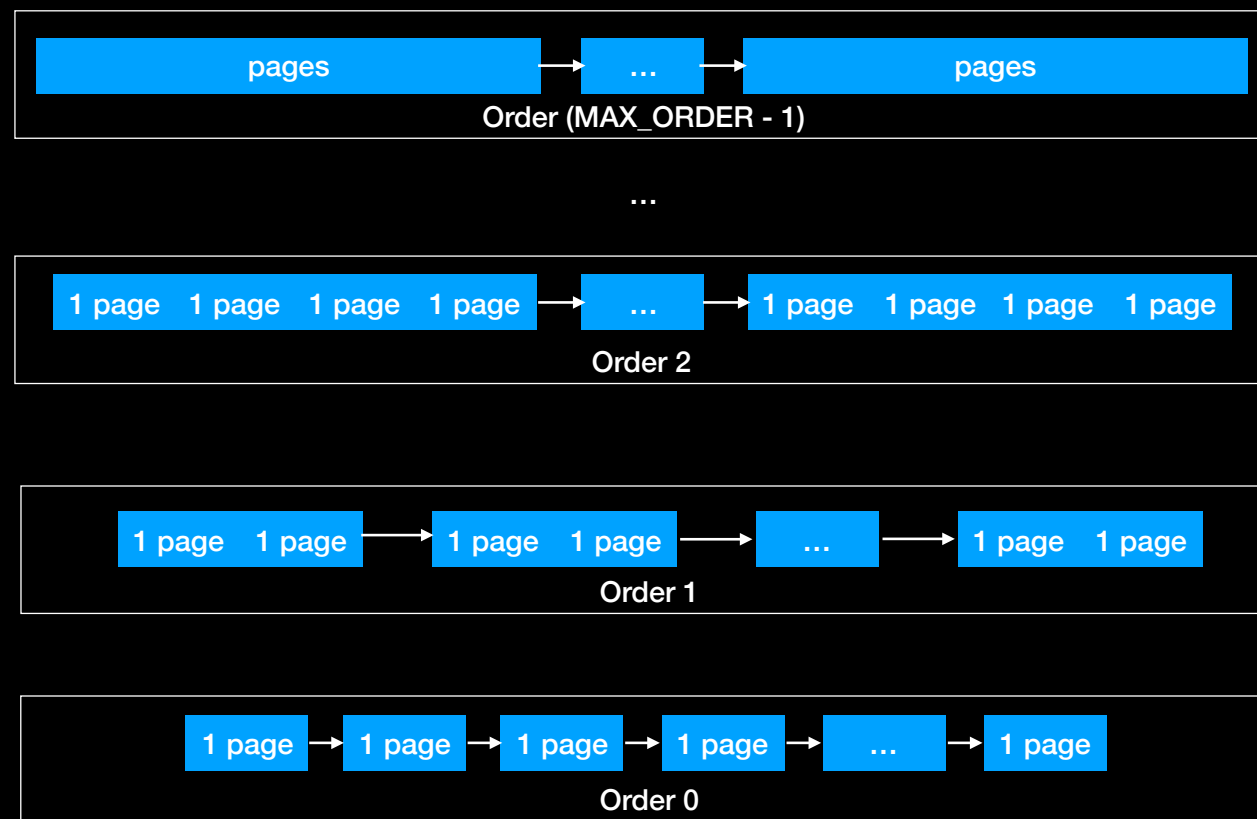 pages ... pages
Order (MAX_ORDER - 1)
...
1 page 1 page 1 page 1 page ... 1 page 1 page 1 page 1 page
Order 2
1 page 1 page 1 page 1 page ... 1 page 1 page
Order 1
1 page 1 page 1 page 1 page ... 1 page
Order 0